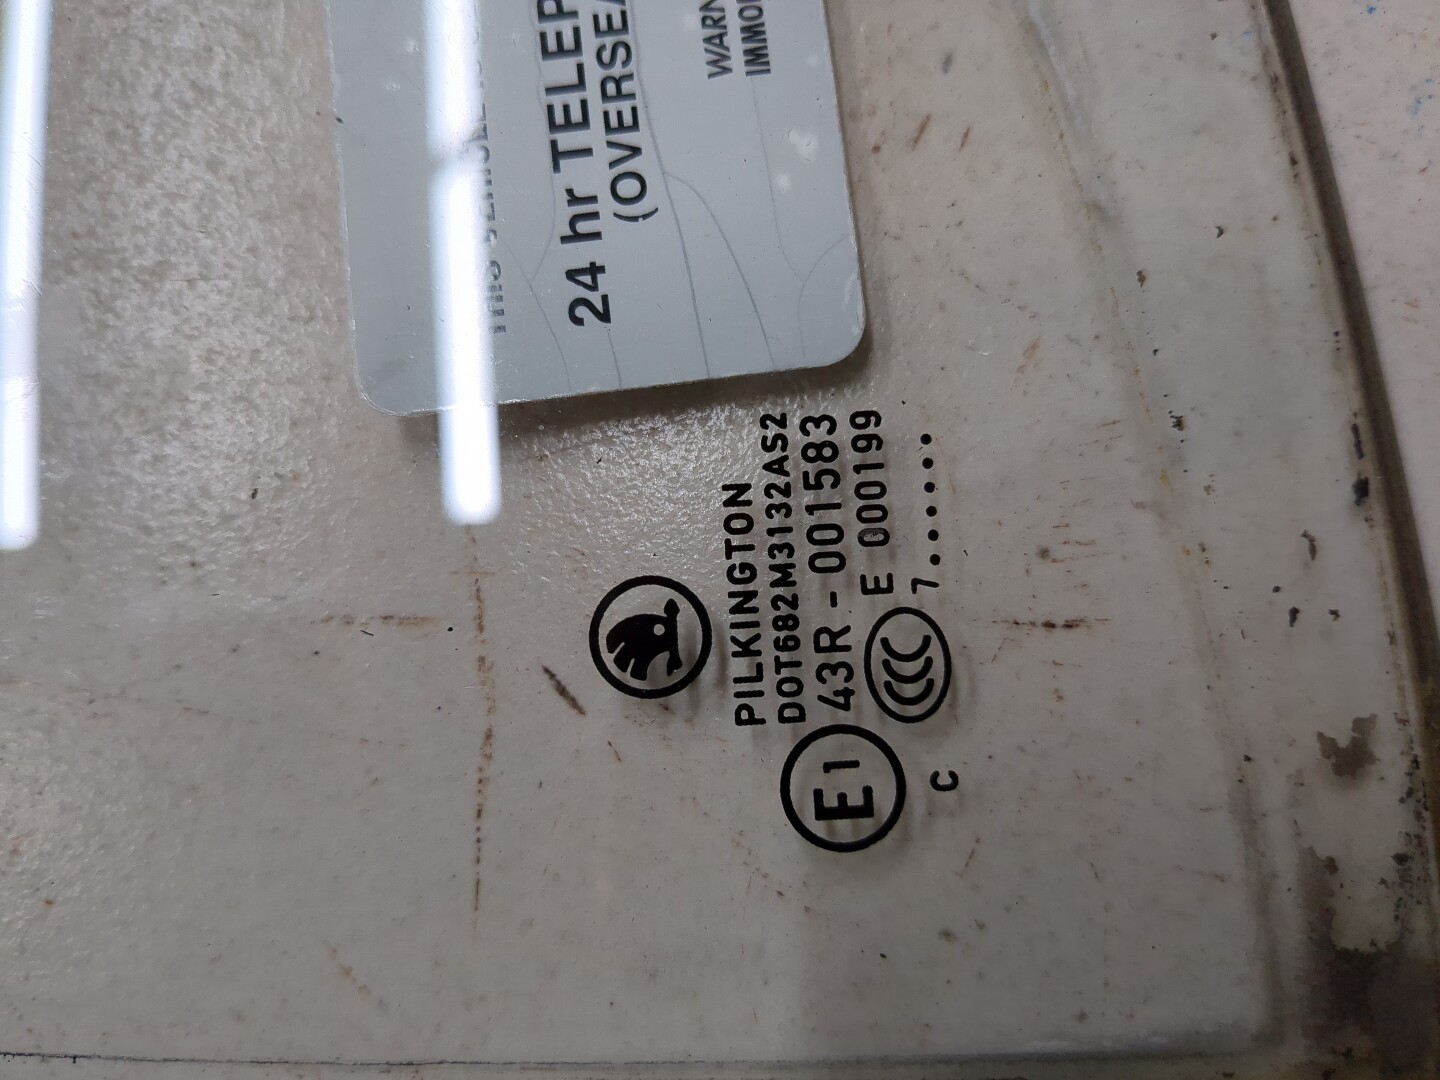 24 hr TELEP
(OVERSEA
WARN
IMMO
PILKINGTON
DOT682M3132AS2
43R - 001583
E 000199
7.......
E1
C